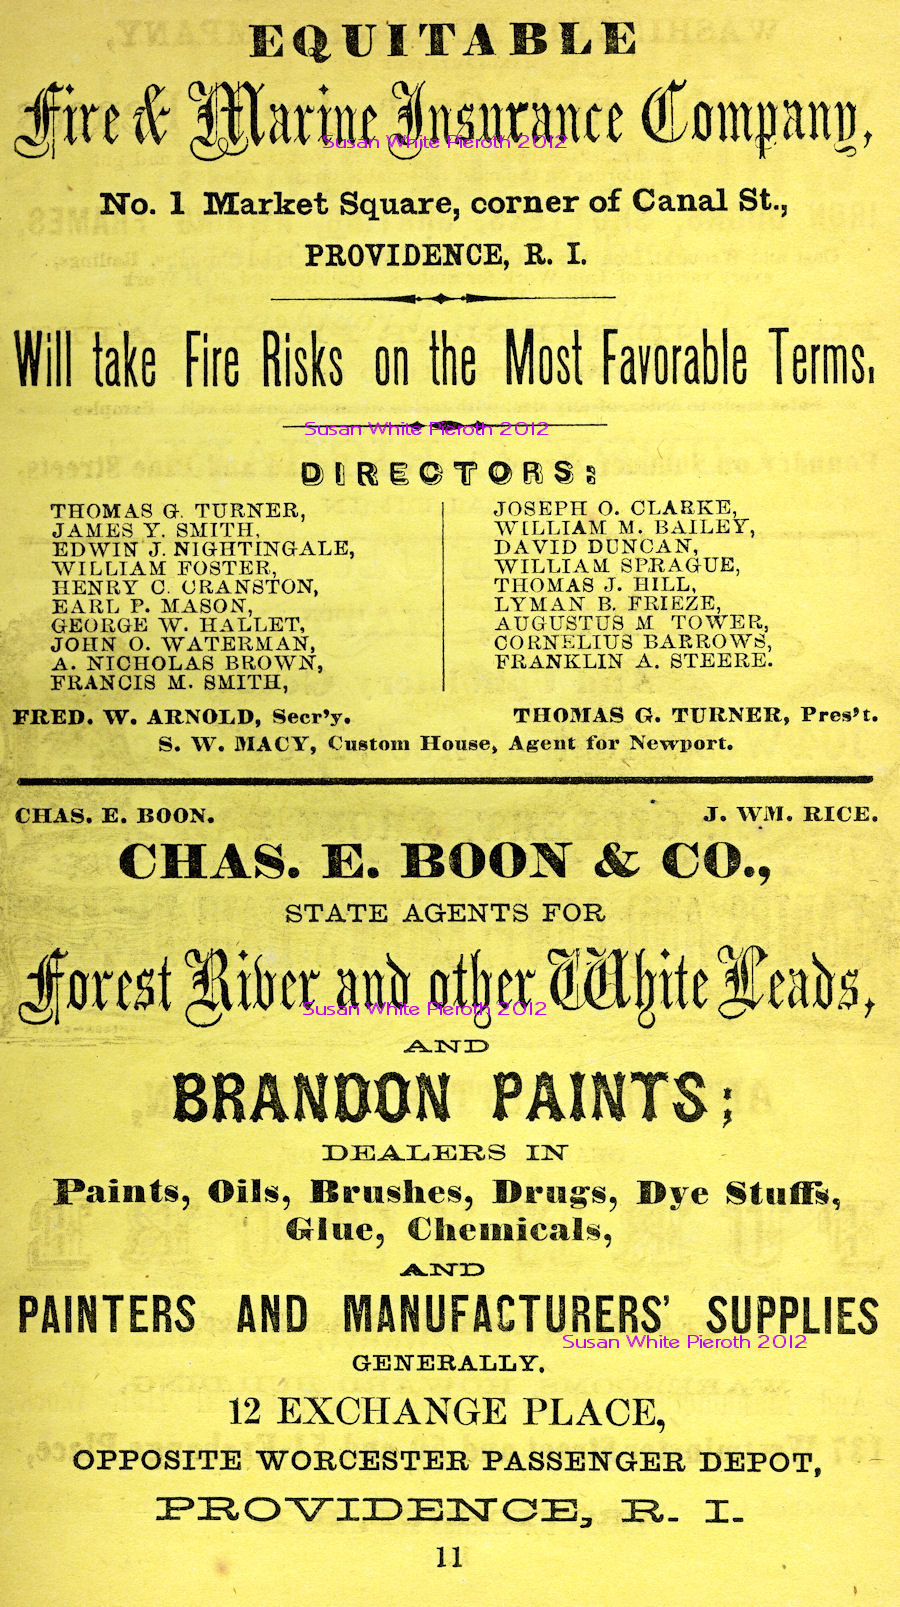 EQUITABLE
Fire & Marine Insurance Company,
Susan White Pieroth 2012
No. 1 Market Square, corner of Canal St.,
PROVIDENCE, R. I.
Will take Fire Risks on the Most Favorable Terms.
Susan White Pieroth 2012
DIRECTORS:
THOMAS G. TURNER,
JAMES Y. SMITH,
EDWIN J. NIGHTINGALE,
WILLIAM FOSTER,
HENRY C. CRANSTON,
EARL P. MASON,
GEORGE W. HALLET,
JOHN O. WATERMAN,
A. NICHOLAS BROWN,
FRANCIS M. SMITH,
JOSEPH O. CLARKE,
WILLIAM M. BAILEY,
DAVID DUNCAN,
WILLIAM SPRAGUE,
THOMAS J. HILL,
LYMAN B. FRIEZE,
AUGUSTUS M. TOWER,
CORNELIUS BARROWS,
FRANKLIN A. STEERE.
FRED. W. ARNOLD, Secr'y. THOMAS G. TURNER, Pres't.
S. W. MACY, Custom House, Agent for Newport.
CHAS. E. BOON. J. WM. RICE.
CHAS. E. BOON & CO.,
STATE AGENTS FOR
Forest River and other White Leads,
Susan White Pieroth 2012
AND
BRANDON PAINTS;
DEALERS IN
Paints, Oils, Brushes, Drugs, Dye Stuffs,
Glue, Chemicals,
AND
PAINTERS AND MANUFACTURERS' SUPPLIES
Susan White Pieroth 2012
GENERALLY.
12 EXCHANGE PLACE,
OPPOSITE WORCESTER PASSENGER DEPOT,
PROVIDENCE, R. I.
11